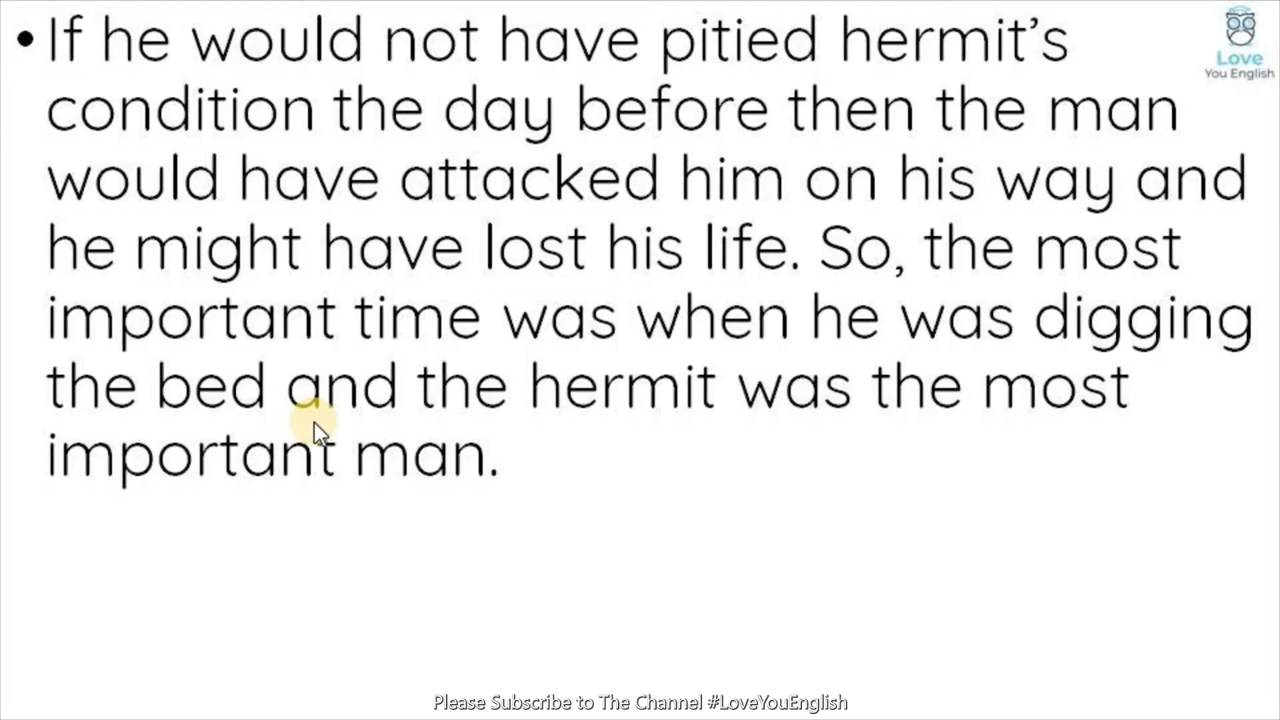 • If he would not have pitied hermit's
condition the day before then the man
would have attacked him on his way and
he might have lost his life. So, the most
important time was when he was digging
the bed and the hermit was the most
important man.
Love
You English
Please Subscribe to The Channel #LoveYouEnglish